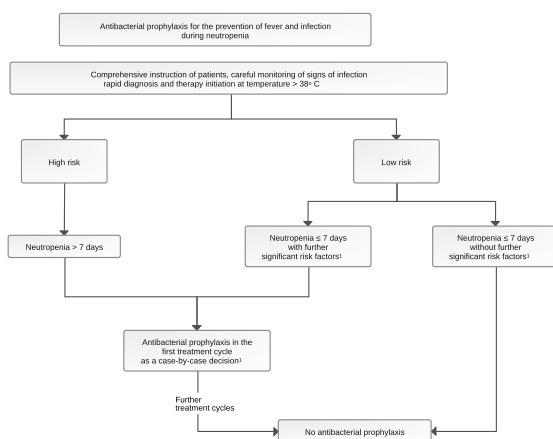 Antibacterial prophylaxis for the prevention of fever and infection
during neutropenia
Comprehensive instruction of patients, careful monitoring of signs of infection
rapid diagnosis and therapy initiation at temperature > 38º C
High risk
Low risk
Neutropenia > 7 days
Neutropenia ≤ 7 days
with further
significant risk factors¹
Neutropenia ≤ 7 days
without further
significant risk factors¹
Antibacterial prophylaxis in the
first treatment cycle
as a case-by-case decision¹
Further
treatment cycles
No antibacterial prophylaxis